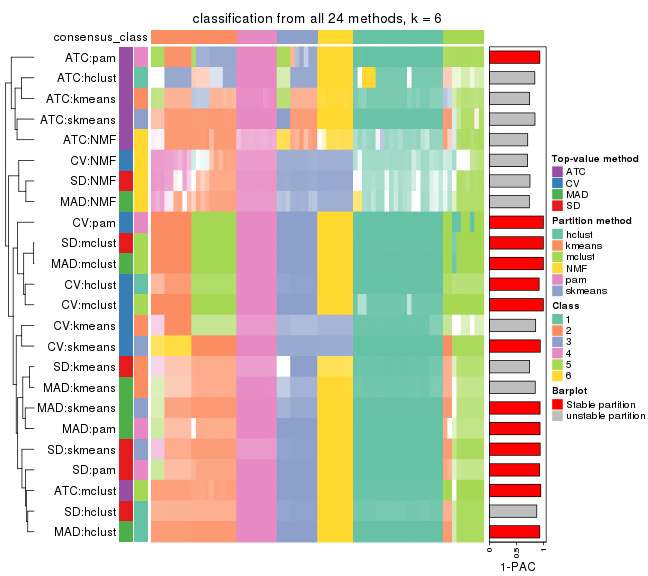 classification from all 24 methods, k = 6
consensus_class
ATC:pam
ATC:hclust
ATC:kmeans
ATC:skmeans
ATC:NMF
CV:NMF
SD:NMF
MAD:NMF
CV:pam
SD:mclust
MAD:mclust
CV:hclust
CV:mclust
CV:kmeans
CV:skmeans
SD:kmeans
MAD:kmeans
MAD:skmeans
MAD:pam
SD:skmeans
SD:pam
ATC:mclust
SD:hclust
MAD:hclust
0
0.5
1
1-PAC
Top-value method
ATC
CV
MAD
SD
Partition method
hclust
kmeans
mclust
NMF
pam
skmeans
Class
1
2
3
4
5
6
Barplot
Stable partition
unstable partition